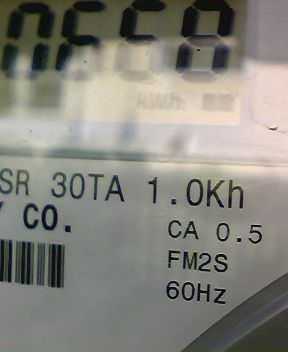 kWh
SR 30TA 1.0Kh
Y CO.
CA 0.5
FM2S
60Hz